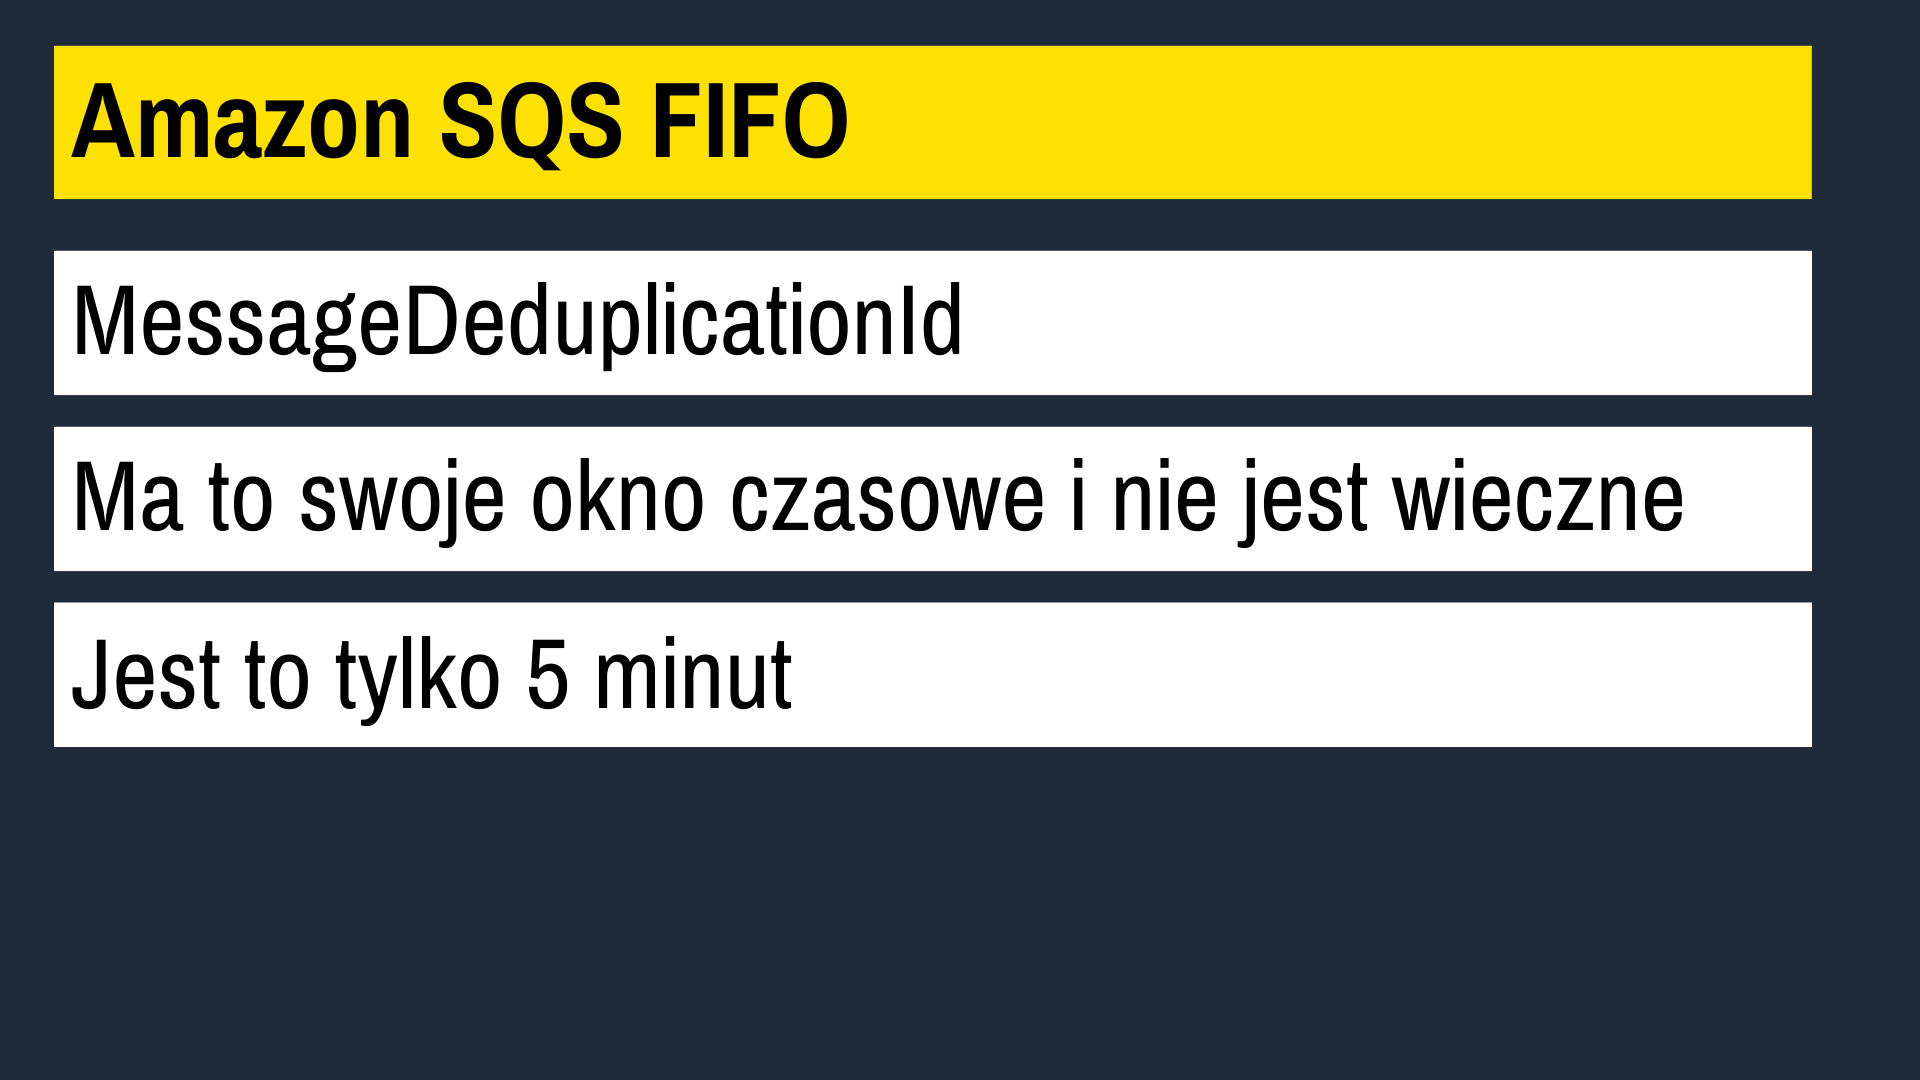 Amazon SQS FIFO
MessageDeduplicationId
Ma to swoje okno czasowe i nie jest wieczne
Jest to tylko 5 minut